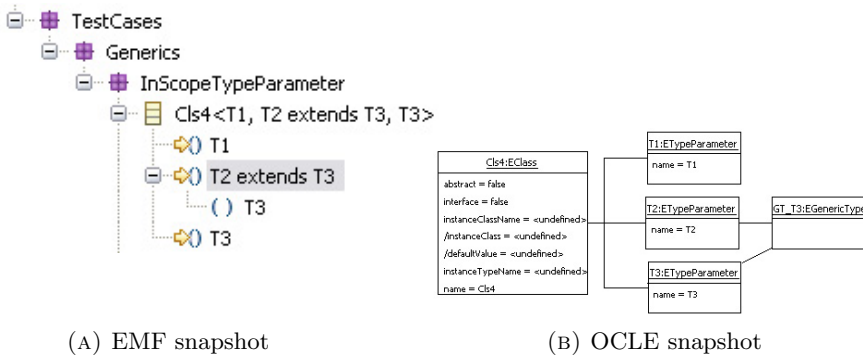 TestCases
Generics
InScopeTypeParameter
Cls4<T1, T2 extends T3, T3>
T1
T2 extends T3
( ) T3
T3
Cls4:EClass
abstract = false
interface = false
instanceClassName = <undefined>
/instanceClass = <undefined>
/defaultValue = <undefined>
instanceTypeName = <undefined>
name = Cls4
T1:ETypeParameter
name = T1
T2:ETypeParameter
name = T2
GT_T3:EGenericType
T3:ETypeParameter
name = T3
(A) EMF snapshot
(B) OCLE snapshot